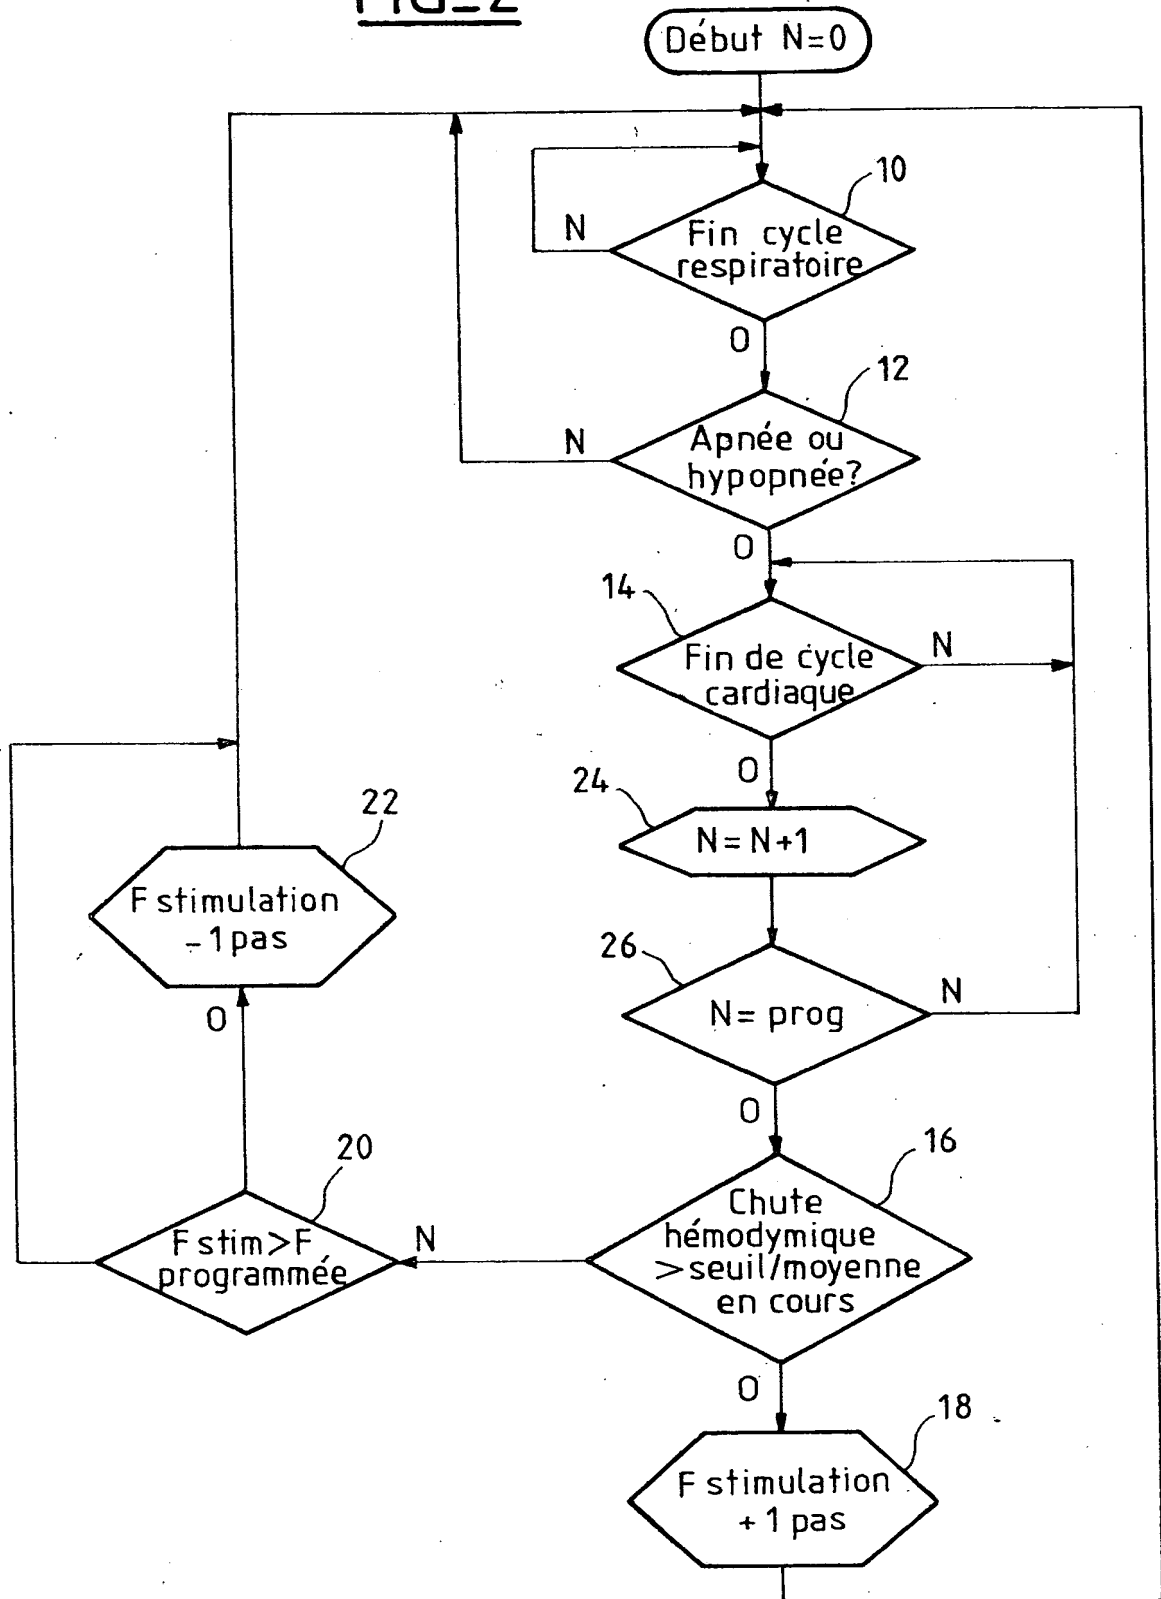 FIG_2
Début N=0
10
N
Fin cycle
respiratoire
O
12
N
Apnée ou
hypopnée?
O
14
Fin de cycle
cardiaque
N
O
24
N=N+1
22
F stimulation
-1 pas
O
26
N= prog
N
O
20
F stim>F
programmée
N
16
Chute
hémodymique
>seuil/moyenne
en cours
O
18
F stimulation
+1 pas